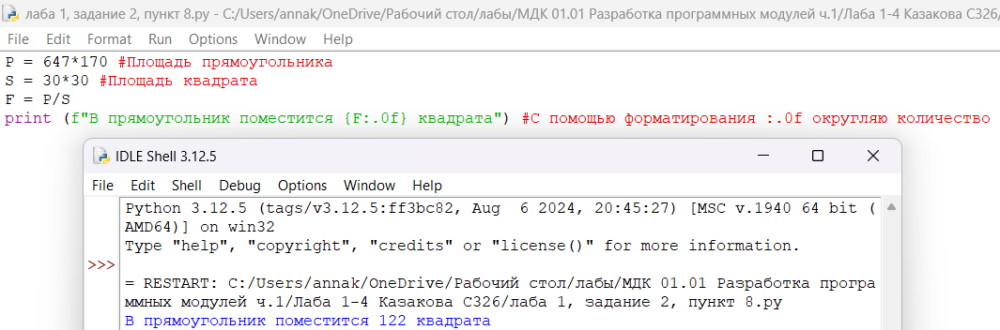 лаба 1, задание 2, пункт 8.py - C:/Users/annak/OneDrive/Рабочий стол/лабы/МДК 01.01 Разработка программных модулей ч.1/Лаба 1-4 Казакова С326/
File Edit Format Run Options Window Help
P = 647*170 #Площадь прямоугольника
S = 30*30 #Площадь квадрата
F = P/S
print (f"В прямоугольник поместится {F:.0f} квадрата") #С помощью форматирования :.0f округляю количество
IDLE Shell 3.12.5
File Edit Shell Debug Options Window Help
Python 3.12.5 (tags/v3.12.5:ff3bc82, Aug  6 2024, 20:45:27) [MSC v.1940 64 bit (
AMD64)] on win32
Type "help", "copyright", "credits" or "license()" for more information.
>>>
= RESTART: C:/Users/annak/OneDrive/Рабочий стол/лабы/МДК 01.01 Разработка програ
ммных модулей ч.1/Лаба 1-4 Казакова С326/лаба 1, задание 2, пункт 8.py
В прямоугольник поместится 122 квадрата